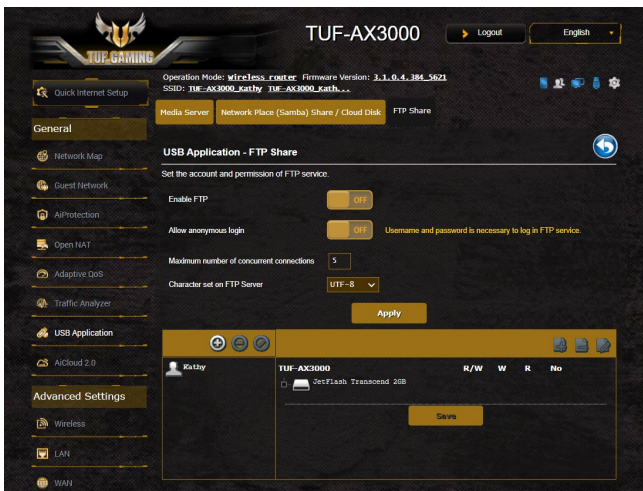 TUF GAMING
TUF-AX3000
Logout
English
Quick Internet Setup
Operation Mode: Wireless router Firmware Version: 3.1.0.4.384_5621
SSID: TUF-AX3000_Kathy TUF-AX3000_Kath...
Media Server
Network Place (Samba) Share / Cloud Disk
FTP Share
General
Network Map
Guest Network
AiProtection
Open NAT
Adaptive QoS
Traffic Analyzer
USB Application
AiCloud 2.0
Advanced Settings
Wireless
LAN
WAN
USB Application - FTP Share
Set the account and permission of FTP service.
Enable FTP
OFF
Allow anonymous login
OFF
Username and password is necessary to log in FTP service.
Maximum number of concurrent connections
5
Character set on FTP Server
UTF-8
Apply
Kathy
TUF-AX3000 R/W W R No
JetFlash Transcend 2GB
Save